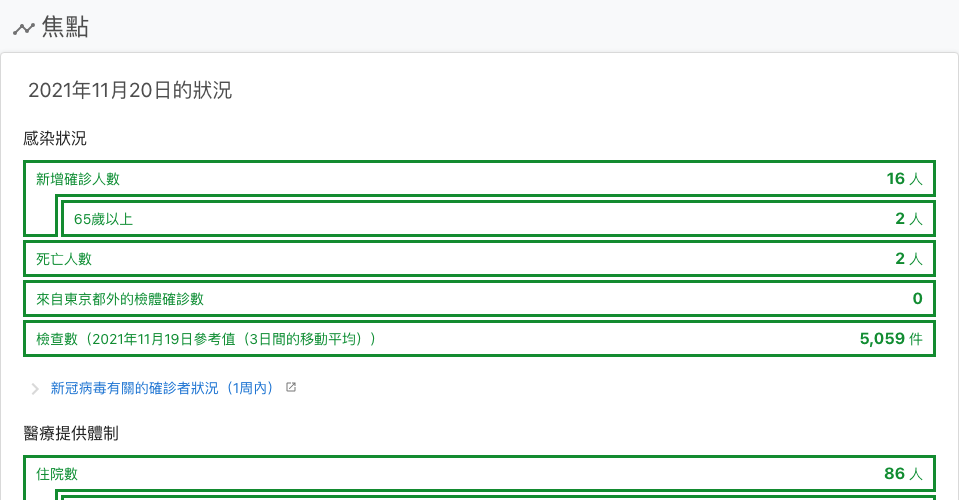 焦點
2021年11月20日的狀況
感染狀況
新增確診人數 16 人
65歲以上 2 人
死亡人數 2 人
來自東京都外的檢體確診數 0
檢查數（2021年11月19日參考值（3日間的移動平均）） 5,059 件
新冠病毒有關的確診者狀況（1周內）
醫療提供體制
住院數 86 人